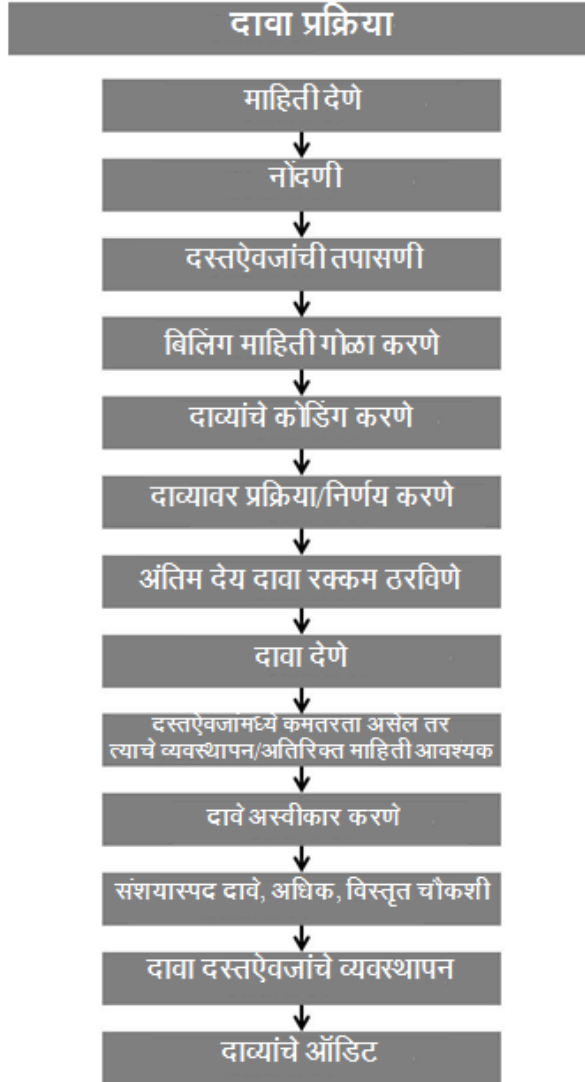 दावा प्रक्रिया
माहिती देणे
नोंदणी
दस्तऐवजांची तपासणी
बिलिंग माहिती गोळा करणे
दाव्यांचे कोडिंग करणे
दाव्यावर प्रक्रिया/निर्णय करणे
अंतिम देय दावा रक्कम ठरविणे
दावा देणे
दस्तऐवजांमध्ये कमतरता असेल तर
त्याचे व्यवस्थापन/अतिरिक्त माहिती आवश्यक
दावे अस्वीकार करणे
संशयास्पद दावे, अधिक, विस्तृत चौकशी
दावा दस्तऐवजांचे व्यवस्थापन
दाव्यांचे ऑडिट